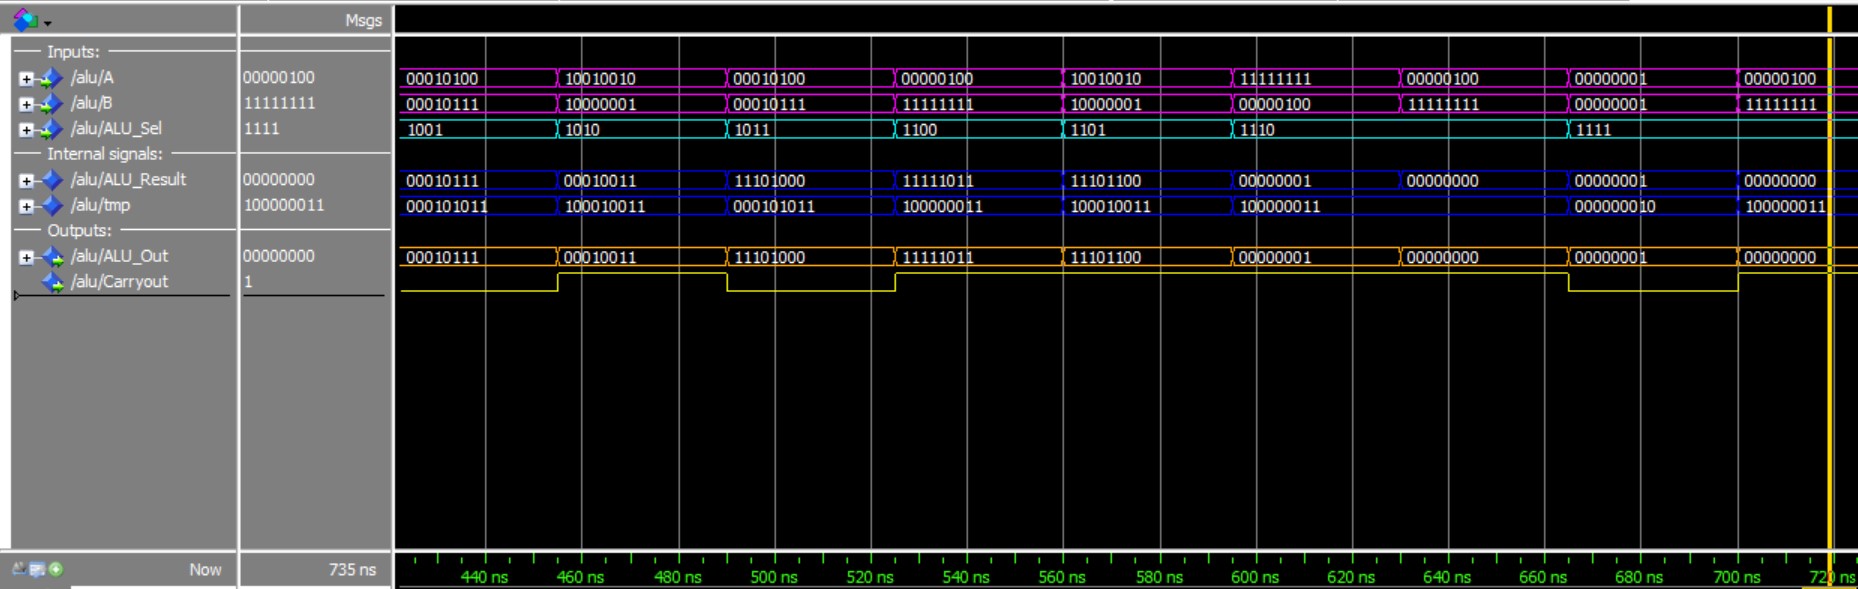 Msgs
Inputs:
/alu/A 00000100 00010100 10010010 00010100 00000100 10010010 11111111 00000100 00000001 00000100
/alu/B 11111111 00010111 10000001 00010111 11111111 10000001 00000100 11111111 00000001 11111111
/alu/ALU_Sel 1111 1001 1010 1011 1100 1101 1110 1111
Internal signals:
/alu/ALU_Result 00000000 00010111 00010011 11101000 11111011 11101100 00000001 00000000 00000001 00000000
/alu/tmp 100000011 000101011 100010011 000101011 100000011 100010011 100000011 000000010 100000011
Outputs:
/alu/ALU_Out 00000000 00010111 00010011 11101000 11111011 11101100 00000001 00000000 00000001 00000000
/alu/Carryout 1
Now 735 ns 440 ns 460 ns 480 ns 500 ns 520 ns 540 ns 560 ns 580 ns 600 ns 620 ns 640 ns 660 ns 680 ns 700 ns 720 ns